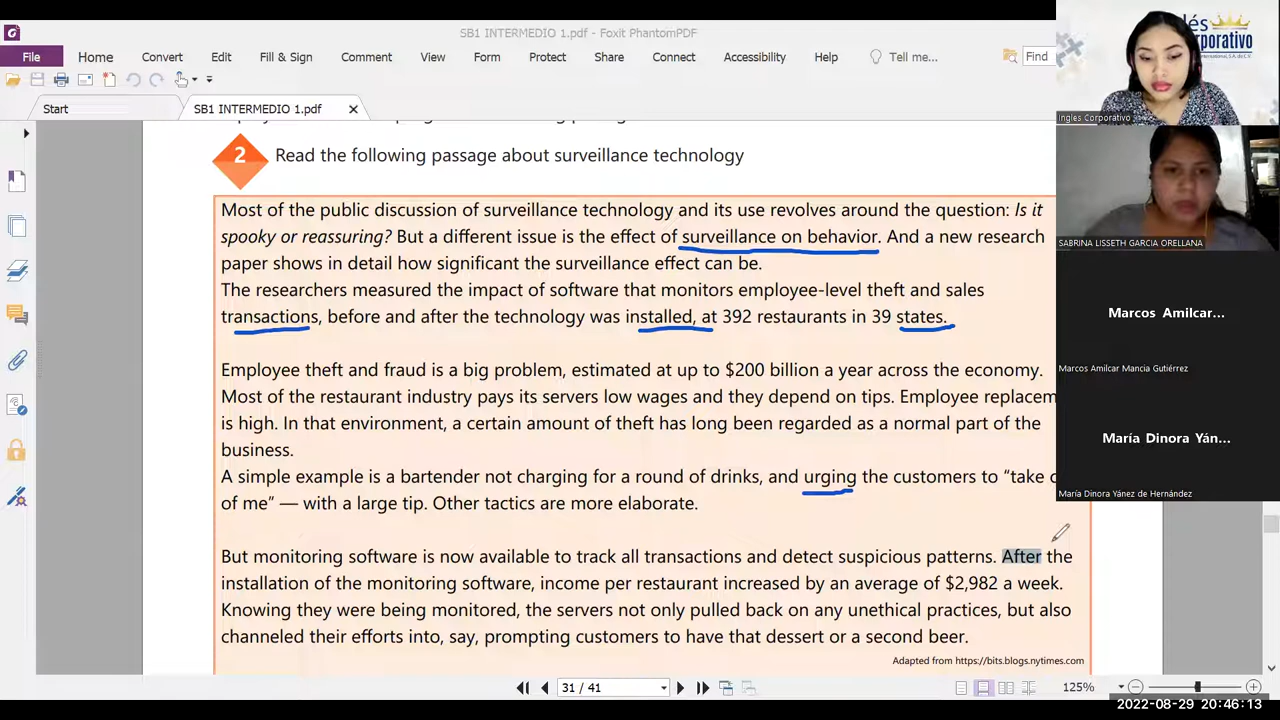 SB1 INTERMEDIO 1.pdf - Foxit PhantomPDF
File Home Convert Edit Fill & Sign Comment View Form Protect Share Connect Accessibility Help Tell me... Find
Start SB1 INTERMEDIO 1.pdf
2 Read the following passage about surveillance technology
Most of the public discussion of surveillance technology and its use revolves around the question: Is it
spooky or reassuring? But a different issue is the effect of surveillance on behavior. And a new research
paper shows in detail how significant the surveillance effect can be.
The researchers measured the impact of software that monitors employee-level theft and sales
transactions, before and after the technology was installed, at 392 restaurants in 39 states.
Employee theft and fraud is a big problem, estimated at up to $200 billion a year across the economy.
Most of the restaurant industry pays its servers low wages and they depend on tips. Employee replacem
is high. In that environment, a certain amount of theft has long been regarded as a normal part of the
business.
A simple example is a bartender not charging for a round of drinks, and urging the customers to “take c
of me” — with a large tip. Other tactics are more elaborate.
But monitoring software is now available to track all transactions and detect suspicious patterns. After the
installation of the monitoring software, income per restaurant increased by an average of $2,982 a week.
Knowing they were being monitored, the servers not only pulled back on any unethical practices, but also
channeled their efforts into, say, prompting customers to have that dessert or a second beer.
Adapted from https://bits.blogs.nytimes.com
31 / 41
125%
és
orporativo
Ingles Corporativo
SABRINA LISSETH GARCIA ORELLANA
Marcos Amilcar...
Marcos Amilcar Mancia Gutiérrez
María Dinora Yán...
María Dinora Yánez de Hernández
2022-08-29 20:46:13